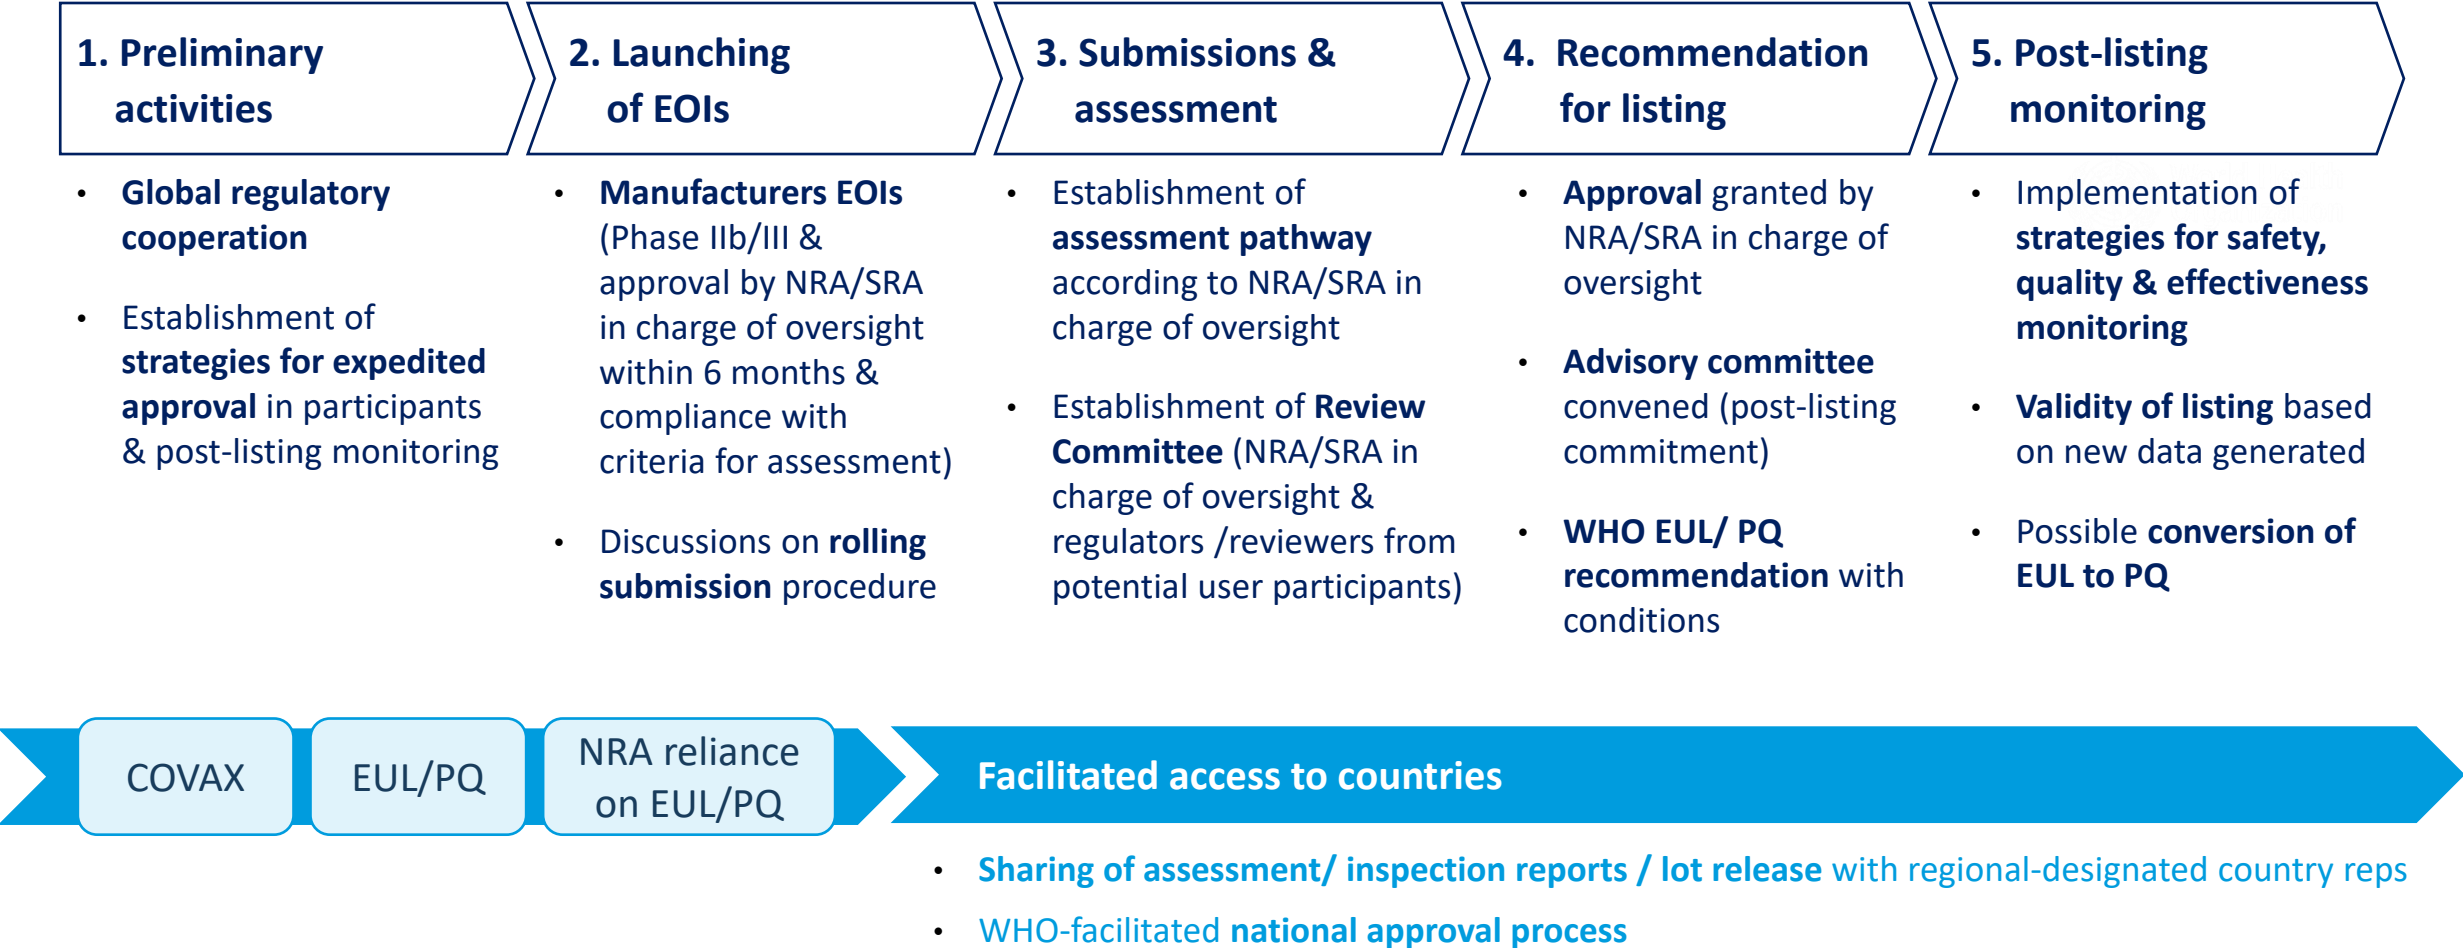 1. Preliminary
activities
• Global regulatory
cooperation
• Establishment of
strategies for expedited
approval in participants
& post-listing monitoring
2. Launching
of EOIs
• Manufacturers EOIs
(Phase IIb/III &
approval by NRA/SRA
in charge of oversight
within 6 months &
compliance with
criteria for assessment)
• Discussions on rolling
submission procedure
3. Submissions &
assessment
• Establishment of
assessment pathway
according to NRA/SRA in
charge of oversight
• Establishment of Review
Committee (NRA/SRA in
charge of oversight &
regulators /reviewers from
potential user participants)
4. Recommendation
for listing
• Approval granted by
NRA/SRA in charge of
oversight
• Advisory committee
convened (post-listing
commitment)
• WHO EUL/ PQ
recommendation with
conditions
5. Post-listing
monitoring
• Implementation of
strategies for safety,
quality & effectiveness
monitoring
• Validity of listing based
on new data generated
• Possible conversion of
EUL to PQ
COVAX
EUL/PQ
NRA reliance
on EUL/PQ
Facilitated access to countries
• Sharing of assessment/ inspection reports / lot release with regional-designated country reps
• WHO-facilitated national approval process